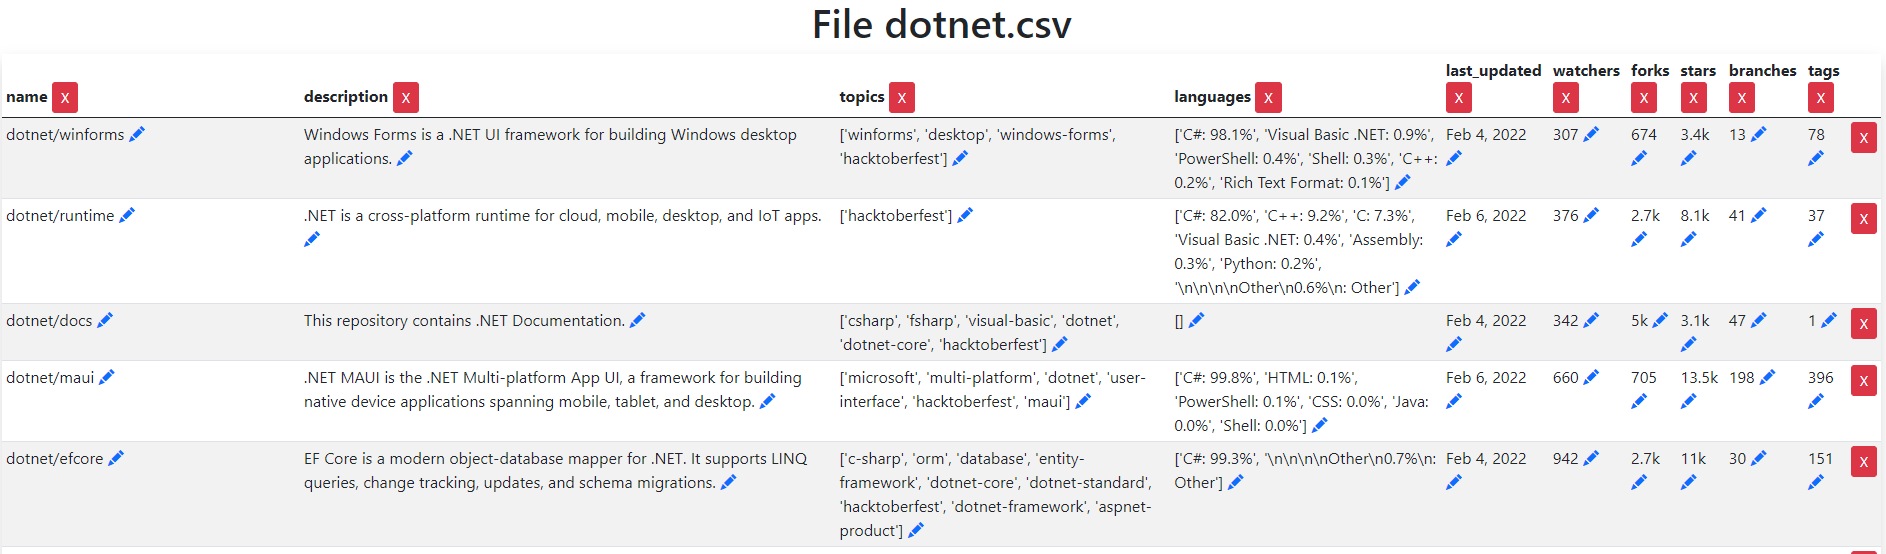 File dotnet.csv
name X description X topics X languages X last_updated X watchers X forks X stars X branches X tags X
dotnet/winforms Windows Forms is a .NET UI framework for building Windows desktop ['winforms', 'desktop', 'windows-forms', ['C#: 98.1%', 'Visual Basic .NET: 0.9%', Feb 4, 2022 307 674 3.4k 13 78 X
applications. 'hacktoberfest'] 'PowerShell: 0.4%', 'Shell: 0.3%', 'C++:
0.2%', 'Rich Text Format: 0.1%']
dotnet/runtime .NET is a cross-platform runtime for cloud, mobile, desktop, and IoT apps. ['hacktoberfest'] ['C#: 82.0%', 'C++: 9.2%', 'C: 7.3%', Feb 6, 2022 376 2.7k 8.1k 41 37 X
'Visual Basic .NET: 0.4%', 'Assembly:
0.3%', 'Python: 0.2%',
'\n\n\n\nOther\n0.6%\n: Other']
dotnet/docs This repository contains .NET Documentation. ['csharp', 'fsharp', 'visual-basic', 'dotnet', [] Feb 4, 2022 342 5k 3.1k 47 1 X
'dotnet-core', 'hacktoberfest']
dotnet/maui .NET MAUI is the .NET Multi-platform App UI, a framework for building ['microsoft', 'multi-platform', 'dotnet', 'user- ['C#: 99.8%', 'HTML: 0.1%', Feb 6, 2022 660 705 13.5k 198 396 X
native device applications spanning mobile, tablet, and desktop. interface', 'hacktoberfest', 'maui'] 'PowerShell: 0.1%', 'CSS: 0.0%', 'Java:
0.0%', 'Shell: 0.0%']
dotnet/efcore EF Core is a modern object-database mapper for .NET. It supports LINQ ['c-sharp', 'orm', 'database', 'entity- ['C#: 99.3%', '\n\n\n\nOther\n0.7%\n: Feb 4, 2022 942 2.7k 11k 30 151 X
queries, change tracking, updates, and schema migrations. framework', 'dotnet-core', 'dotnet-standard', Other']
'hacktoberfest', 'dotnet-framework', 'aspnet-
product']